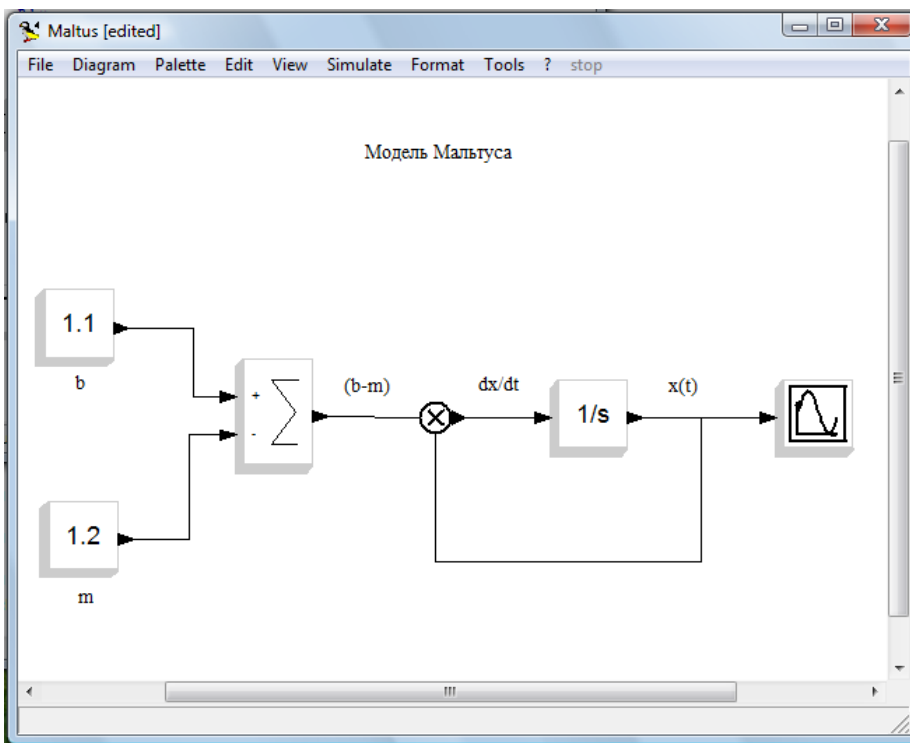 Maltus [edited]
File Diagram Palette Edit View Simulate Format Tools ? stop
Модель Мальтуса
1.1
b
+
-
(b-m)
dx/dt
1/s
x(t)
1.2
m